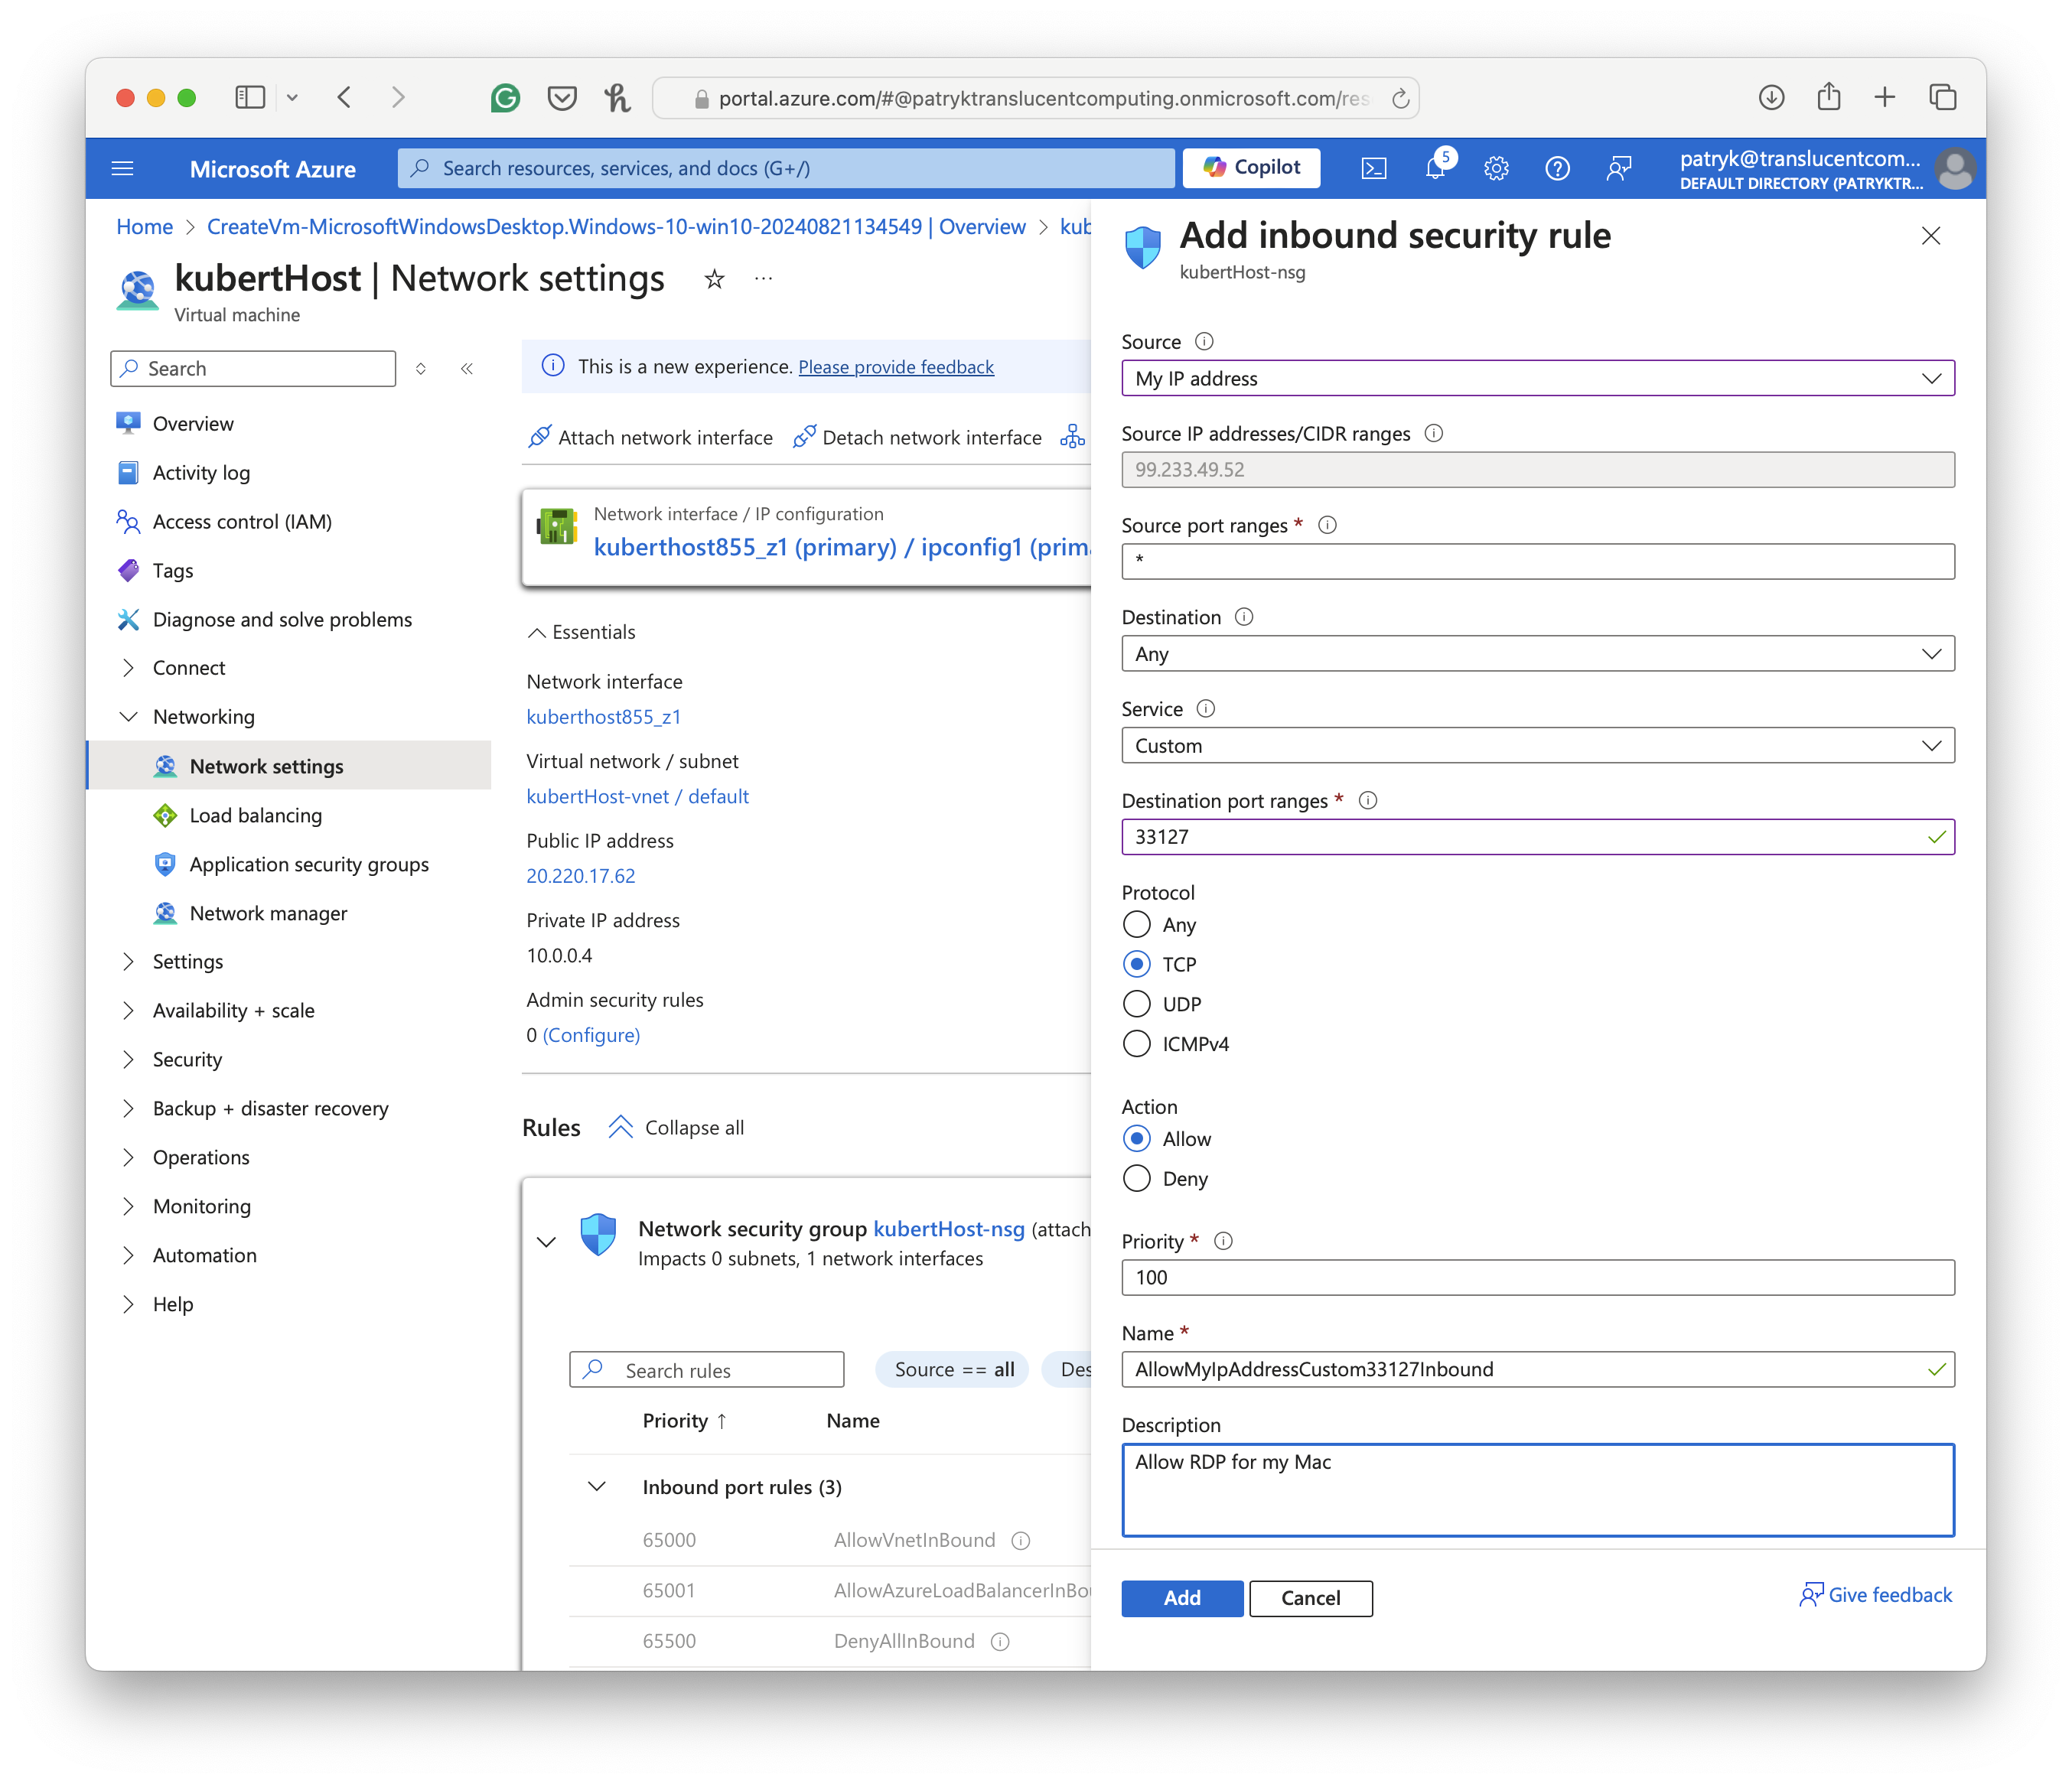 portal.azure.com/#@patryktranslucentcomputing.onmicrosoft.com/res
Microsoft Azure
Search resources, services, and docs (G+/)
Copilot
5
patryk@translucentcom...
DEFAULT DIRECTORY (PATRYKTR...
Home > CreateVm-MicrosoftWindowsDesktop.Windows-10-win10-20240821134549 | Overview > kub
kubertHost | Network settings
Virtual machine
Search
Overview
Activity log
Access control (IAM)
Tags
Diagnose and solve problems
Connect
Networking
Network settings
Load balancing
Application security groups
Network manager
Settings
Availability + scale
Security
Backup + disaster recovery
Operations
Monitoring
Automation
Help
This is a new experience. Please provide feedback
Attach network interface
Detach network interface
Network interface / IP configuration
kuberthost855_z1 (primary) / ipconfig1 (prim
Essentials
Network interface
kuberthost855_z1
Virtual network / subnet
kubertHost-vnet / default
Public IP address
20.220.17.62
Private IP address
10.0.0.4
Admin security rules
0 (Configure)
Rules
Collapse all
Network security group kubertHost-nsg (attach
Impacts 0 subnets, 1 network interfaces
Search rules
Source == all
Des
Priority ↑
Name
Inbound port rules (3)
65000
AllowVnetInBound
65001
AllowAzureLoadBalancerInBou
65500
DenyAllInBound
Add inbound security rule
kubertHost-nsg
Source
My IP address
Source IP addresses/CIDR ranges
99.233.49.52
Source port ranges *
*
Destination
Any
Service
Custom
Destination port ranges *
33127
Protocol
Any
TCP
UDP
ICMPv4
Action
Allow
Deny
Priority *
100
Name *
AllowMyIpAddressCustom33127Inbound
Description
Allow RDP for my Mac
Add
Cancel
Give feedback